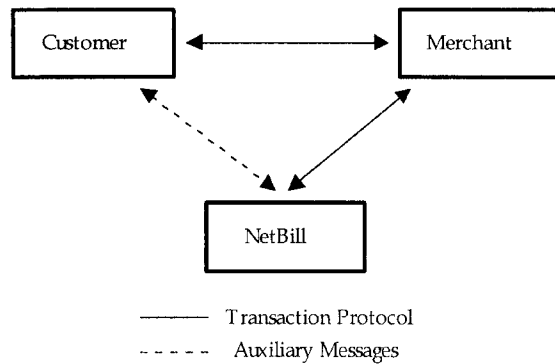 Customer
Merchant
NetBill
Transaction Protocol
Auxiliary Messages